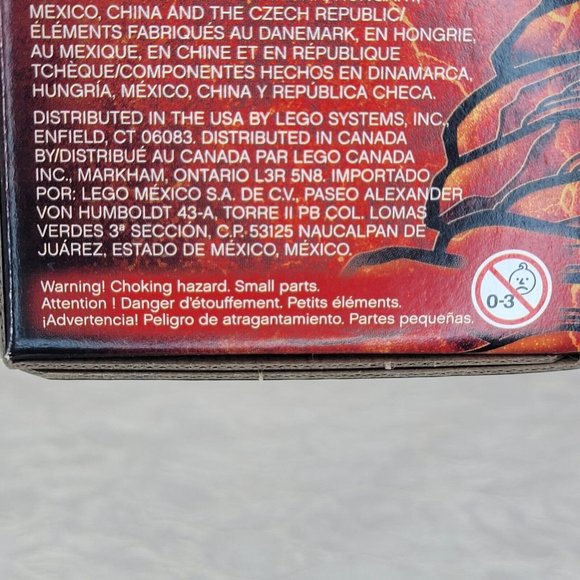 MEXICO, CHINA AND THE CZECH REPUBLIC/
ÉLÉMENTS FABRIQUÉS AU DANEMARK, EN HONGRIE,
AU MEXIQUE, EN CHINE ET EN RÉPUBLIQUE
TCHÈQUE/COMPONENTES HECHOS EN DINAMARCA,
HUNGRÍA, MÉXICO, CHINA Y REPÚBLICA CHECA.
DISTRIBUTED IN THE USA BY LEGO SYSTEMS, INC.,
ENFIELD, CT 06083. DISTRIBUTED IN CANADA
BY/DISTRIBUÉ AU CANADA PAR LEGO CANADA
INC., MARKHAM, ONTARIO L3R 5N8. IMPORTADO
POR: LEGO MÉXICO S.A. DE C.V., PASEO ALEXANDER
VON HUMBOLDT 43-A, TORRE II PB COL. LOMAS
VERDES 3ª SECCIÓN, C.P. 53125 NAUCALPAN DE
JUÁREZ, ESTADO DE MÉXICO, MÉXICO.
Warning! Choking hazard. Small parts.
Attention ! Danger d'étouffement. Petits éléments.
¡Advertencia! Peligro de atragantamiento. Partes pequeñas.
0-3